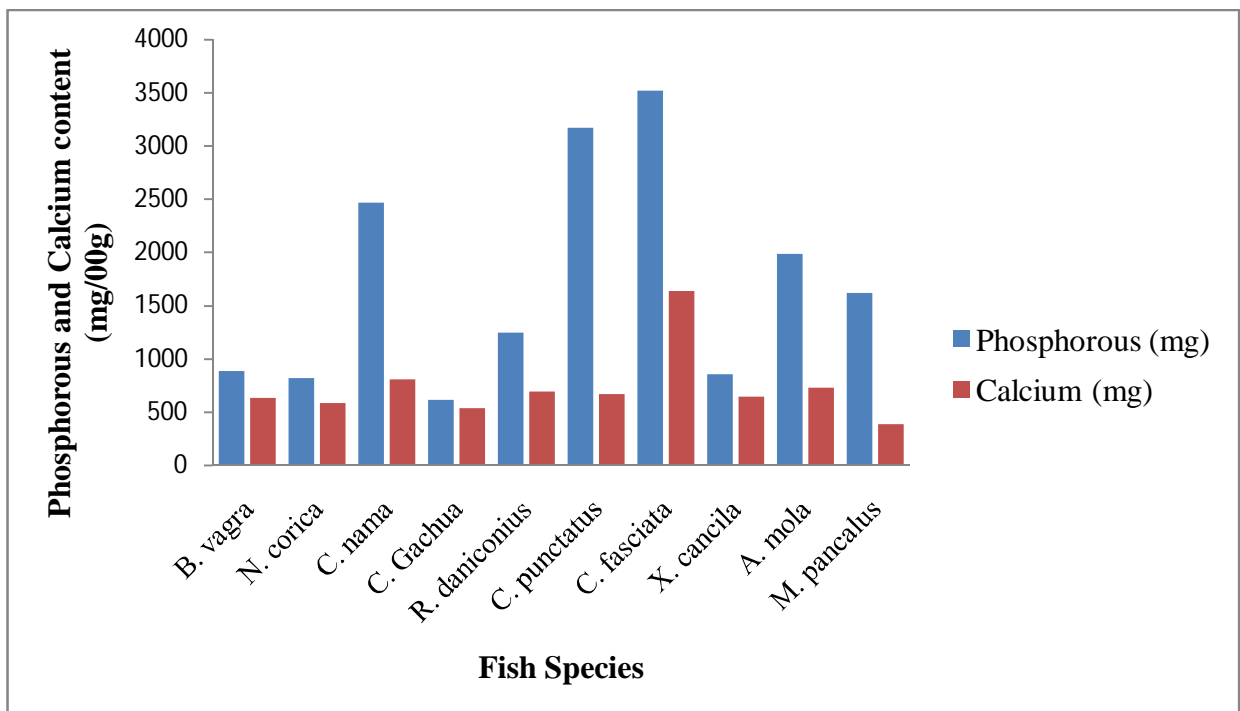 Phosphorous and Calcium content
(mg/00g)
4000
3500
3000
2500
2000
1500
1000
500
0
B. vagra
N. corica
C. nama
C. Gachua
R. daniconius
C. punctatus
C. fasciata
X. cancila
A. mola
M. pancalus
Fish Species
Phosphorous (mg)
Calcium (mg)